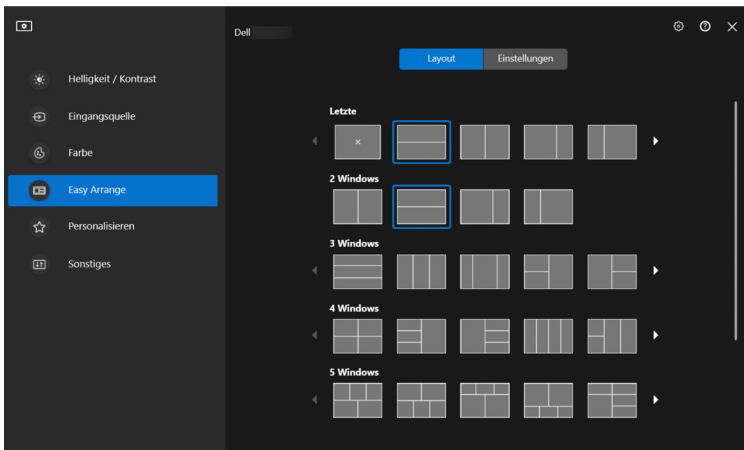 Dell
Layout
Einstellungen
Helligkeit / Kontrast
Eingangsquelle
Farbe
Easy Arrange
Personalisieren
Sonstiges
Letzte
2 Windows
3 Windows
4 Windows
5 Windows